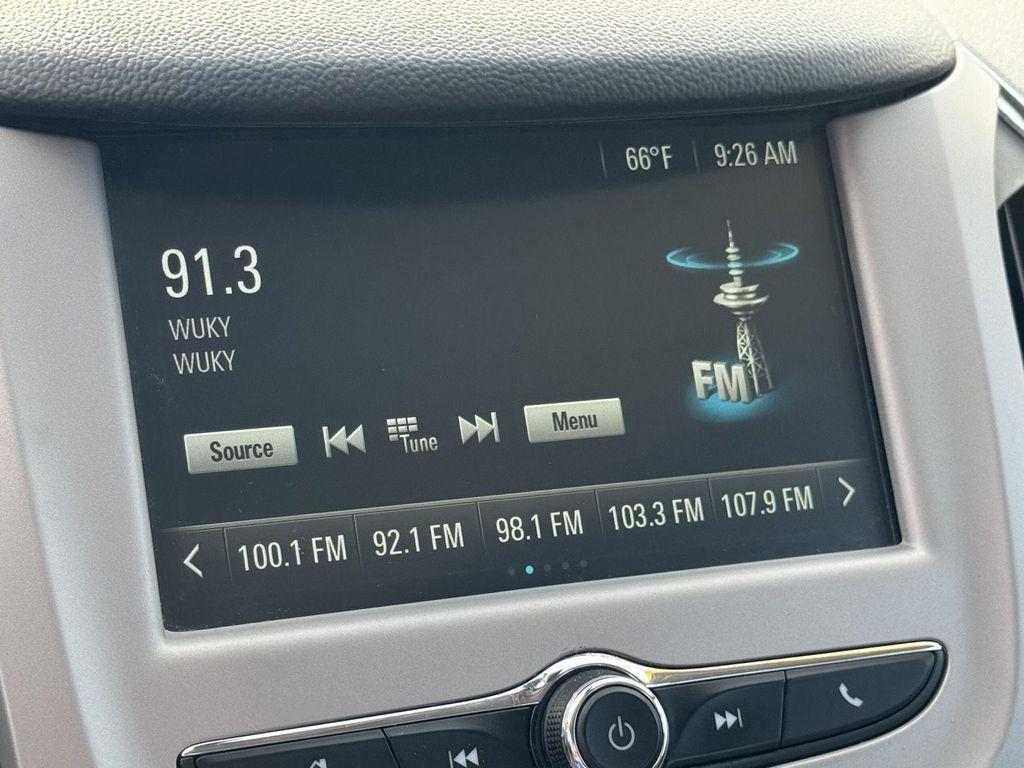 66°F 9:26 AM
91.3
WUKY
WUKY
FM
Source Tune Menu
100.1 FM 92.1 FM 98.1 FM 103.3 FM 107.9 FM